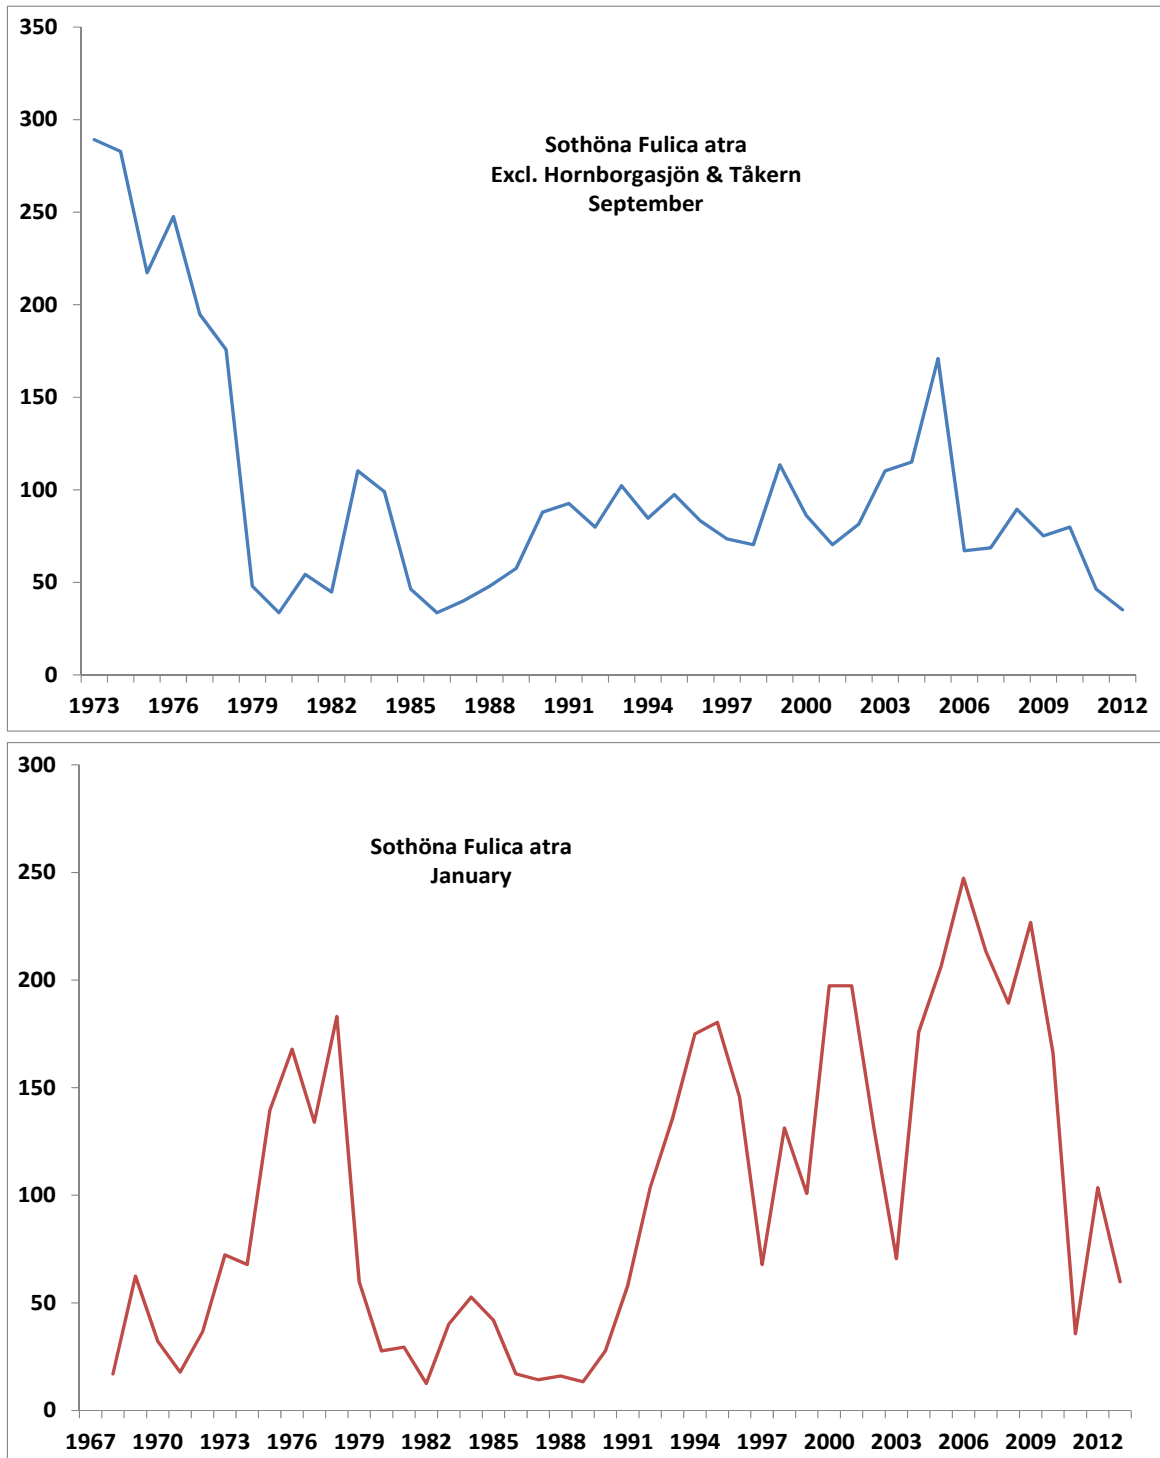 350
300
250
200
150
100
50
0
Sothöna Fulica atra
Excl. Hornborgasjön & Tåkern
September
1973 1976 1979 1982 1985 1988 1991 1994 1997 2000 2003 2006 2009 2012
300
250
200
150
100
50
0
Sothöna Fulica atra
January
1967 1970 1973 1976 1979 1982 1985 1988 1991 1994 1997 2000 2003 2006 2009 2012